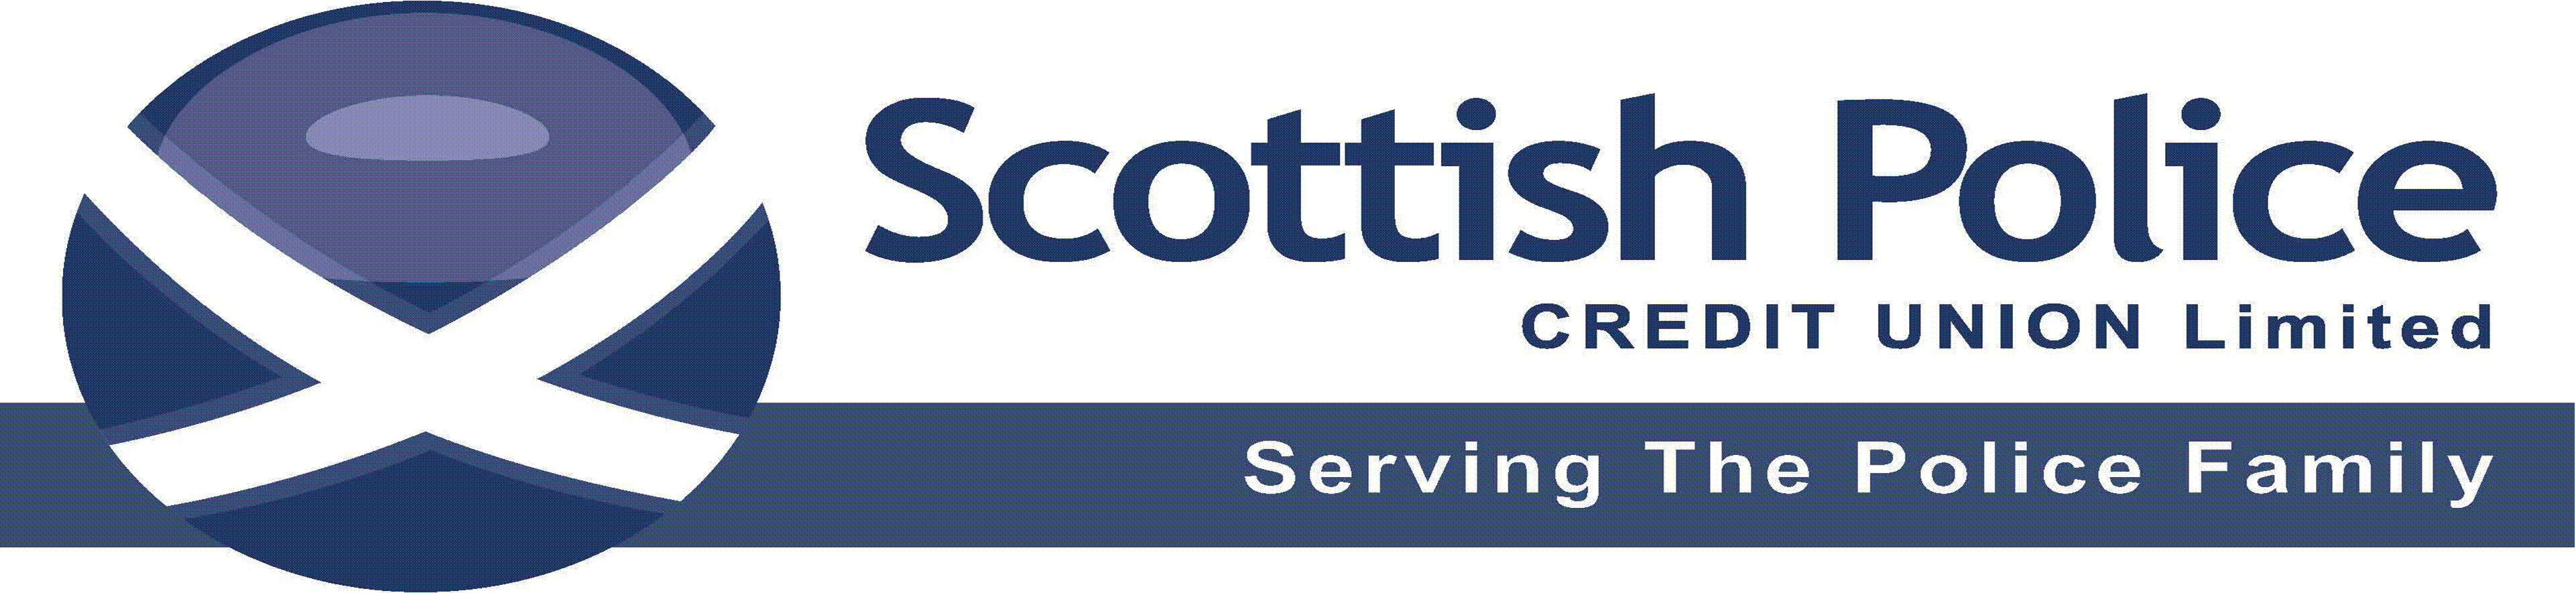 Scottish Police
CREDIT UNION Limited
Serving The Police Family